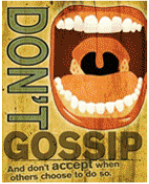 DON'T
GOSSIP
And don't accept when
others choose to do so.